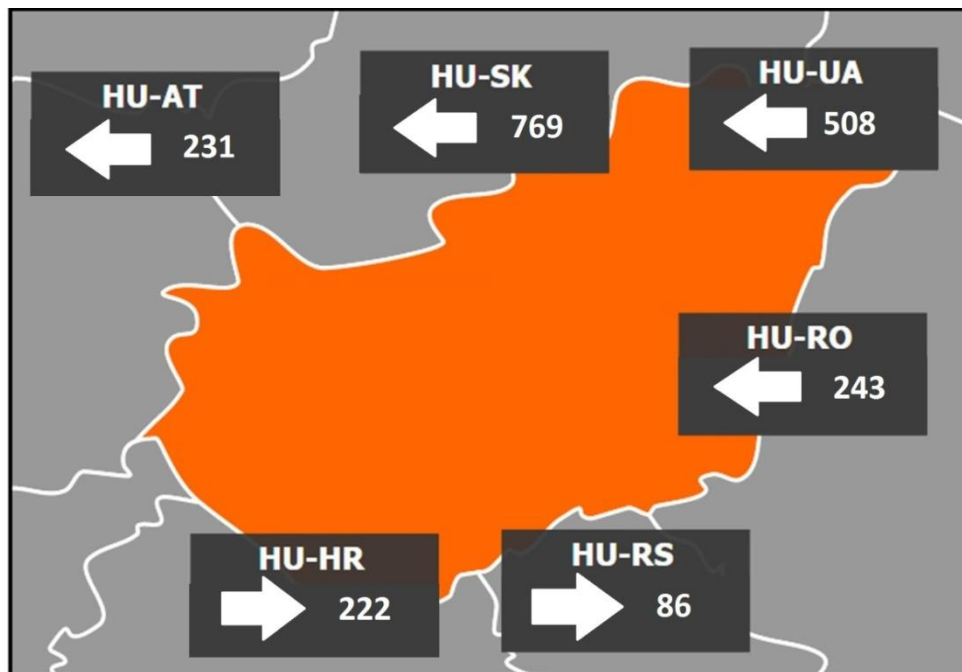 HU-AT
231
HU-SK
769
HU-UA
508
HU-RO
243
HU-HR
222
HU-RS
86